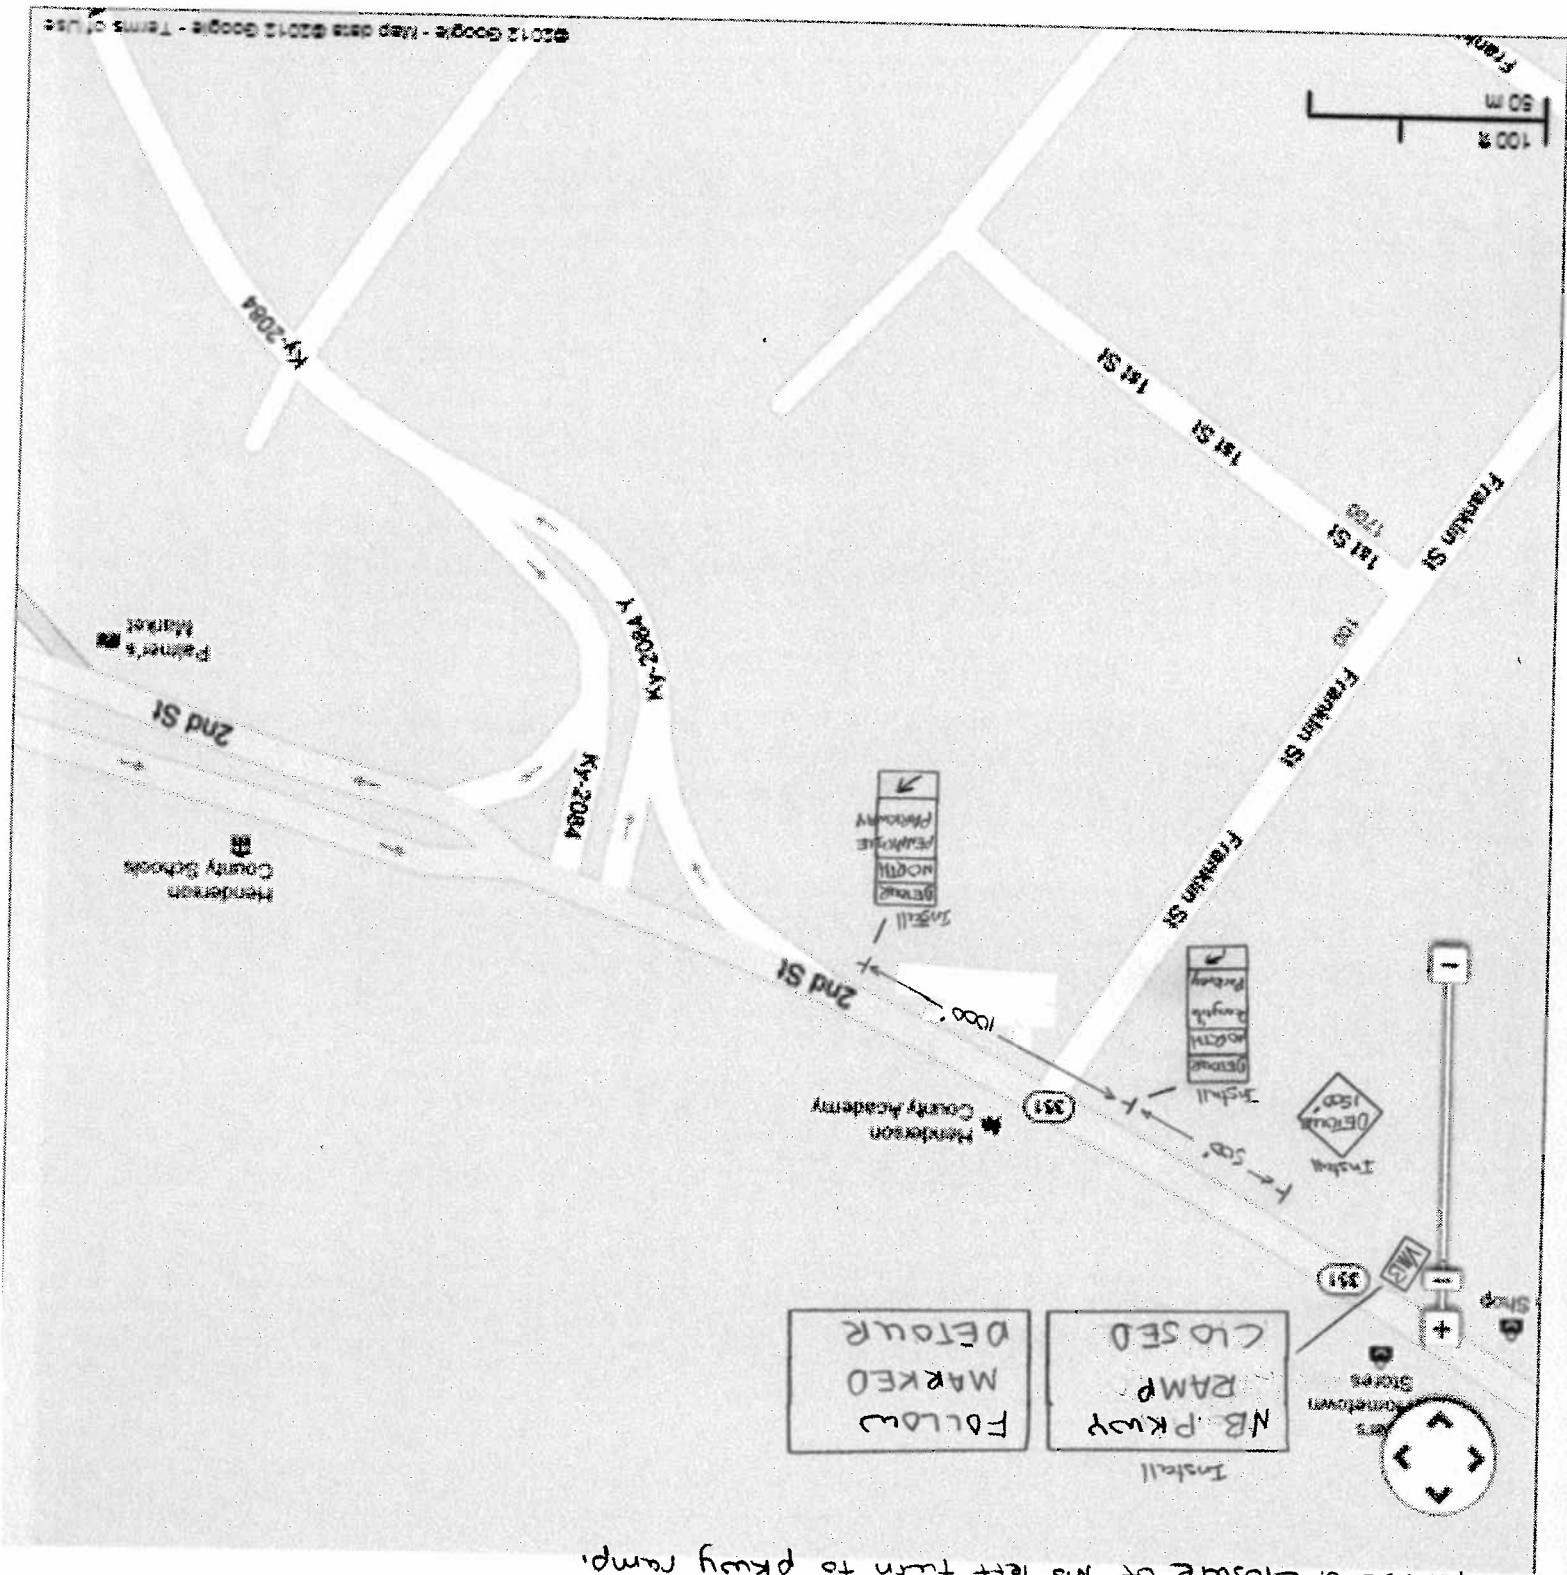 closure of NB left turn to pkwy ramp.
Install
NB PKWY
RAMP
CLOSED
FOLLOW
MARKED
DETOUR
Hometown
Stores
Shop
VMS
351
Install
DETOUR
1500'
500'
Henderson
County Academy
351
Install
DETOUR
NORTH
Parkway
1000'
2nd St
Install
DETOUR
NORTH
PENNYRILE
PARKWAY
Franklin St
Henderson
County Schools
Ky-2084
2nd St
Franklin St
Palmer's
Market
Ky-2084 Y
Franklin St
100
1st St
1700
Franklin St
1st St
1st St
Ky-2084
100 ft
50 m
©2012 Google - Map data ©2012 Google - Terms of Use